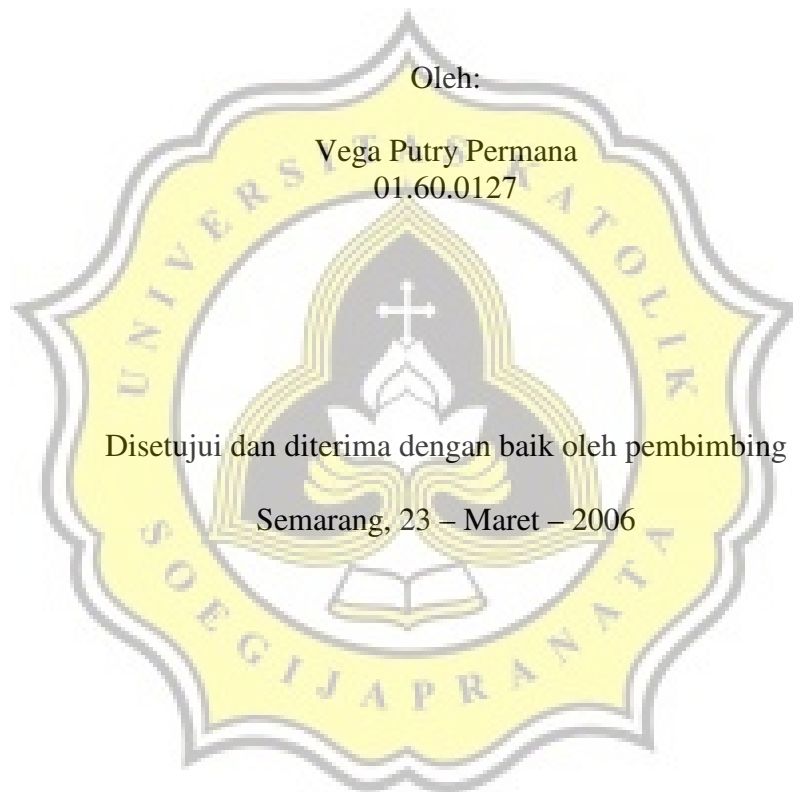 Oleh:
Vega Putry Permana
01.60.0127
UNIVERSITAS KATOLIK
Disetujui dan diterima dengan baik oleh pembimbing
Semarang, 23 – Maret – 2006
SOEGIJAPRANATA